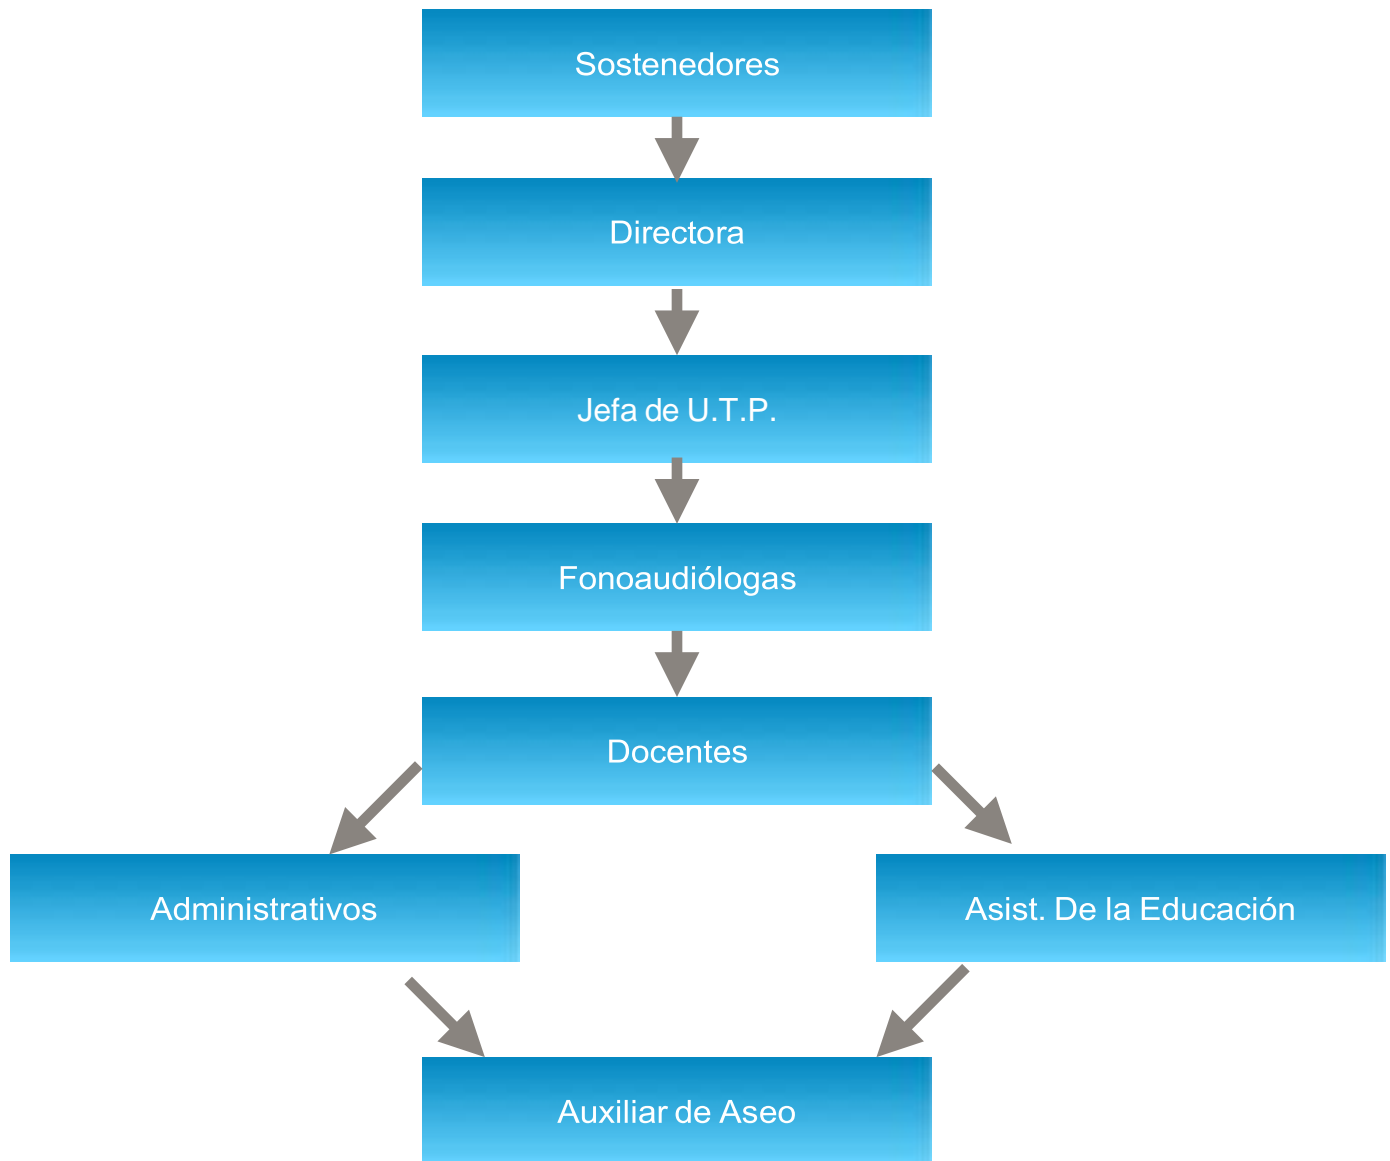 Sostenedores
Directora
Jefa de U.T.P.
Fonoaudiólogas
Docentes
Administrativos
Asist. De la Educación
Auxiliar de Aseo